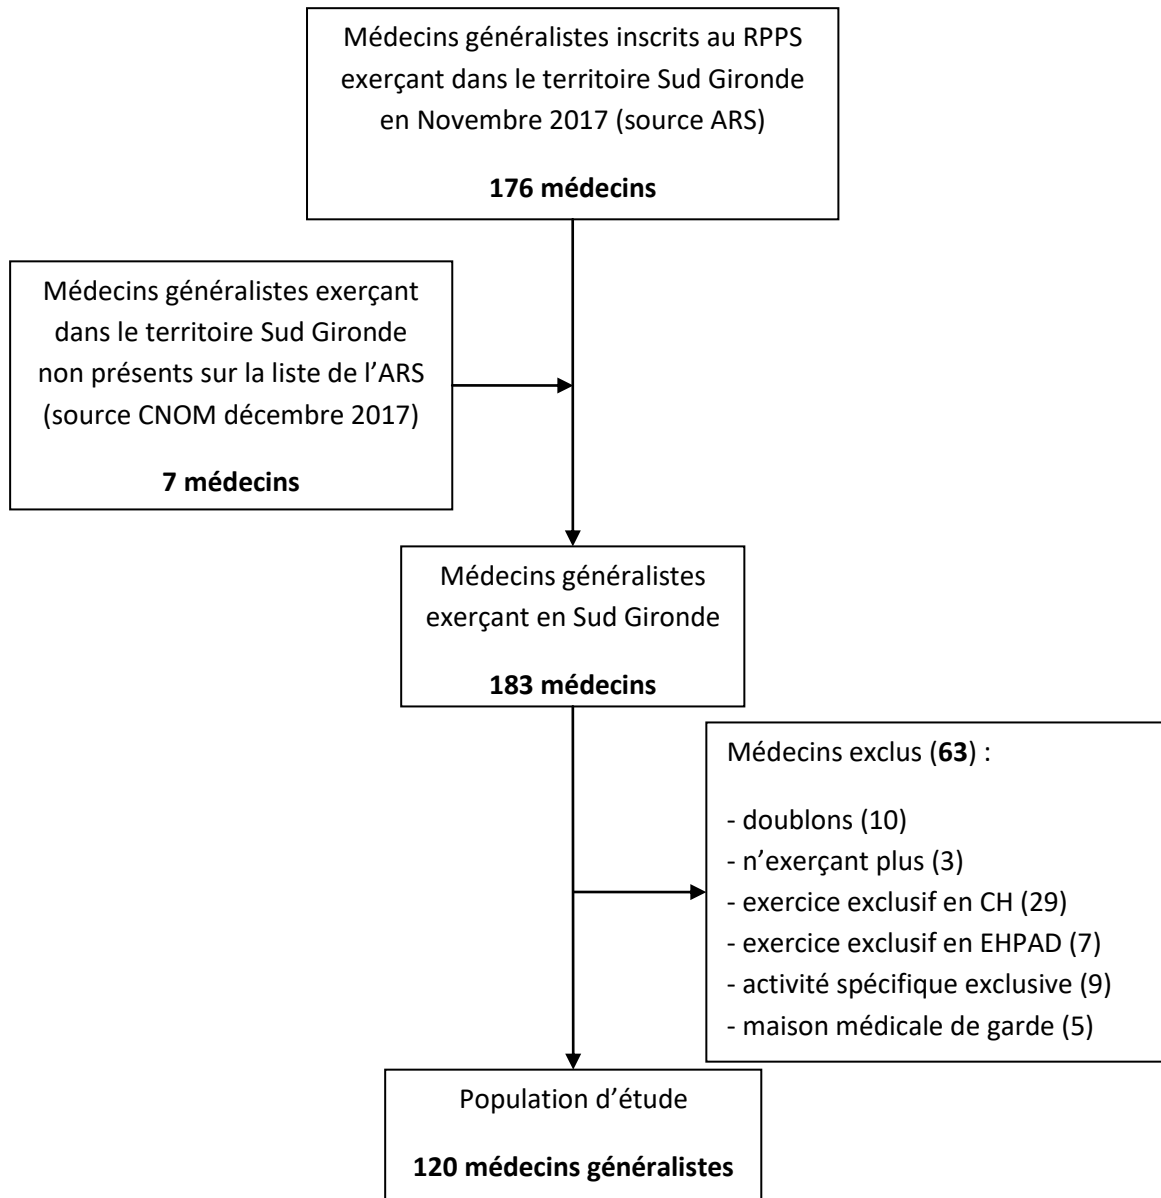 Médecins généralistes inscrits au RPPS
exerçant dans le territoire Sud Gironde
en Novembre 2017 (source ARS)
176 médecins
Médecins généralistes exerçant
dans le territoire Sud Gironde
non présents sur la liste de l’ARS
(source CNOM décembre 2017)
7 médecins
Médecins généralistes
exerçant en Sud Gironde
183 médecins
Médecins exclus (63) :
- doublons (10)
- n’exerçant plus (3)
- exercice exclusif en CH (29)
- exercice exclusif en EHPAD (7)
- activité spécifique exclusive (9)
- maison médicale de garde (5)
Population d’étude
120 médecins généralistes